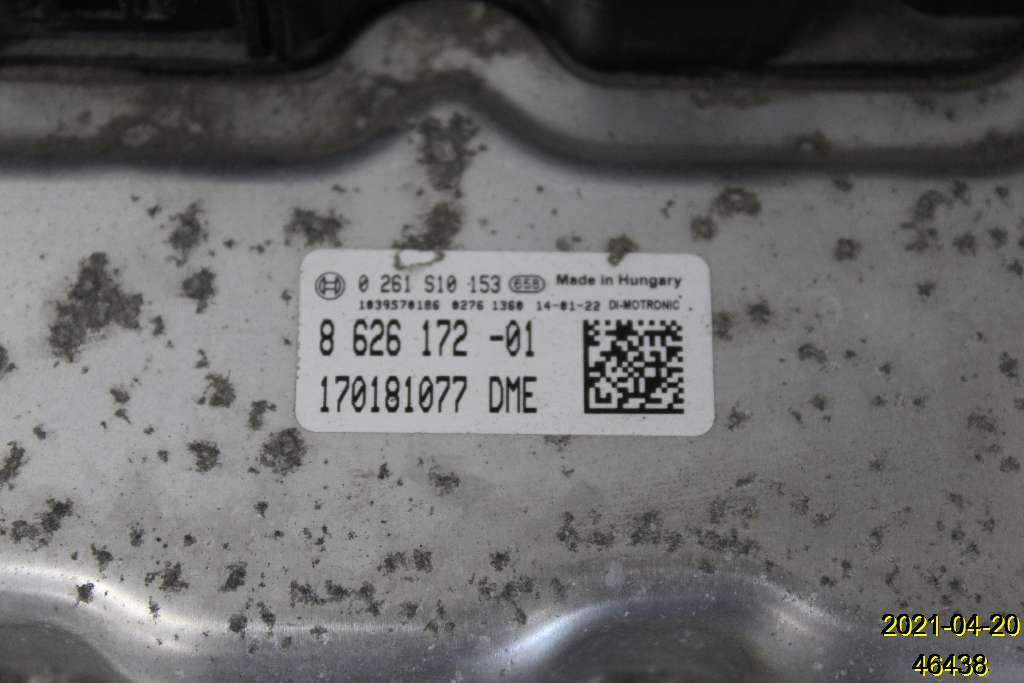 0 261 S10 153 658 Made in Hungary
1039S70186 0276 1360 14-01-22 DI-MOTRONIC
8 626 172 -01
170181077 DME
2021-04-20
46438